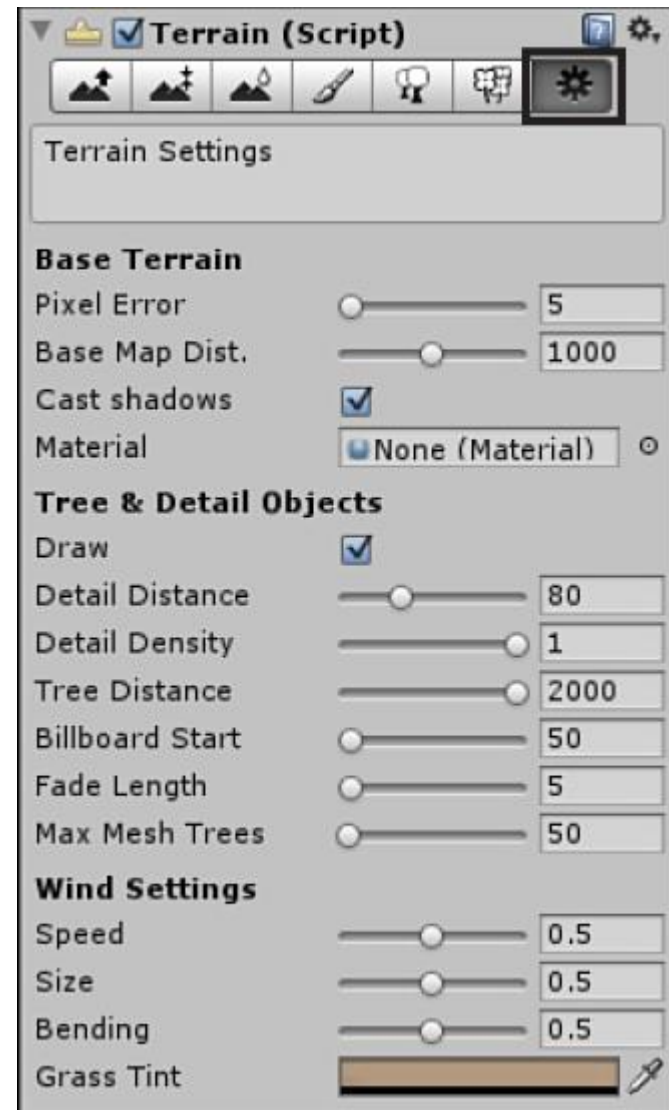 Terrain (Script)
Terrain Settings
Base Terrain
Pixel Error 5
Base Map Dist. 1000
Cast shadows
Material None (Material)
Tree & Detail Objects
Draw
Detail Distance 80
Detail Density 1
Tree Distance 2000
Billboard Start 50
Fade Length 5
Max Mesh Trees 50
Wind Settings
Speed 0.5
Size 0.5
Bending 0.5
Grass Tint